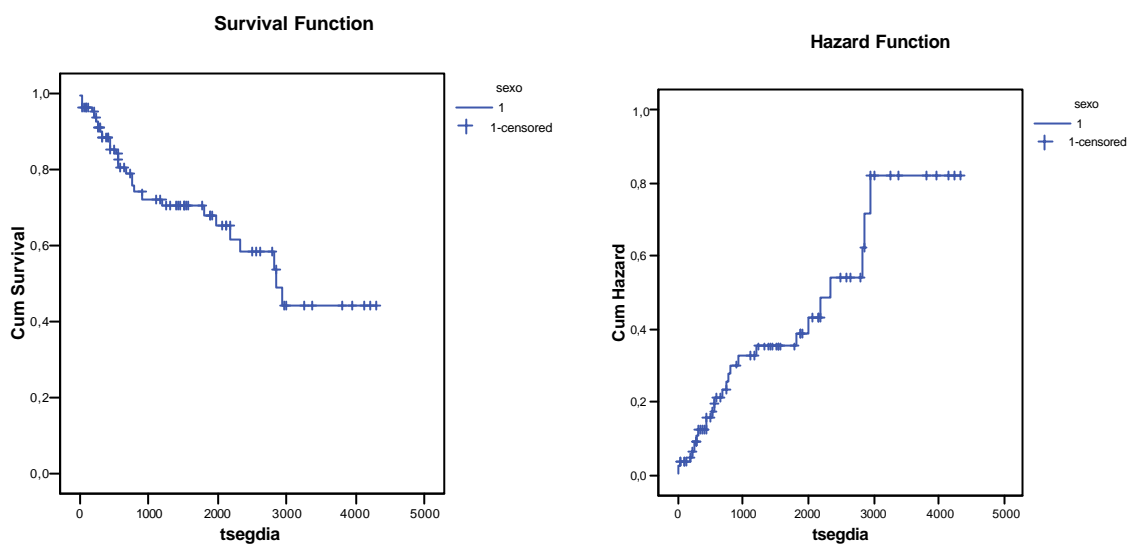 Survival Function
sexo
1
1-censored
1,0
0,8
0,6
0,4
0,2
0,0
Cum Survival
0 1000 2000 3000 4000 5000
tsegdia
Hazard Function
sexo
1
1-censored
1,0
0,8
0,6
0,4
0,2
0,0
Cum Hazard
0 1000 2000 3000 4000 5000
tsegdia